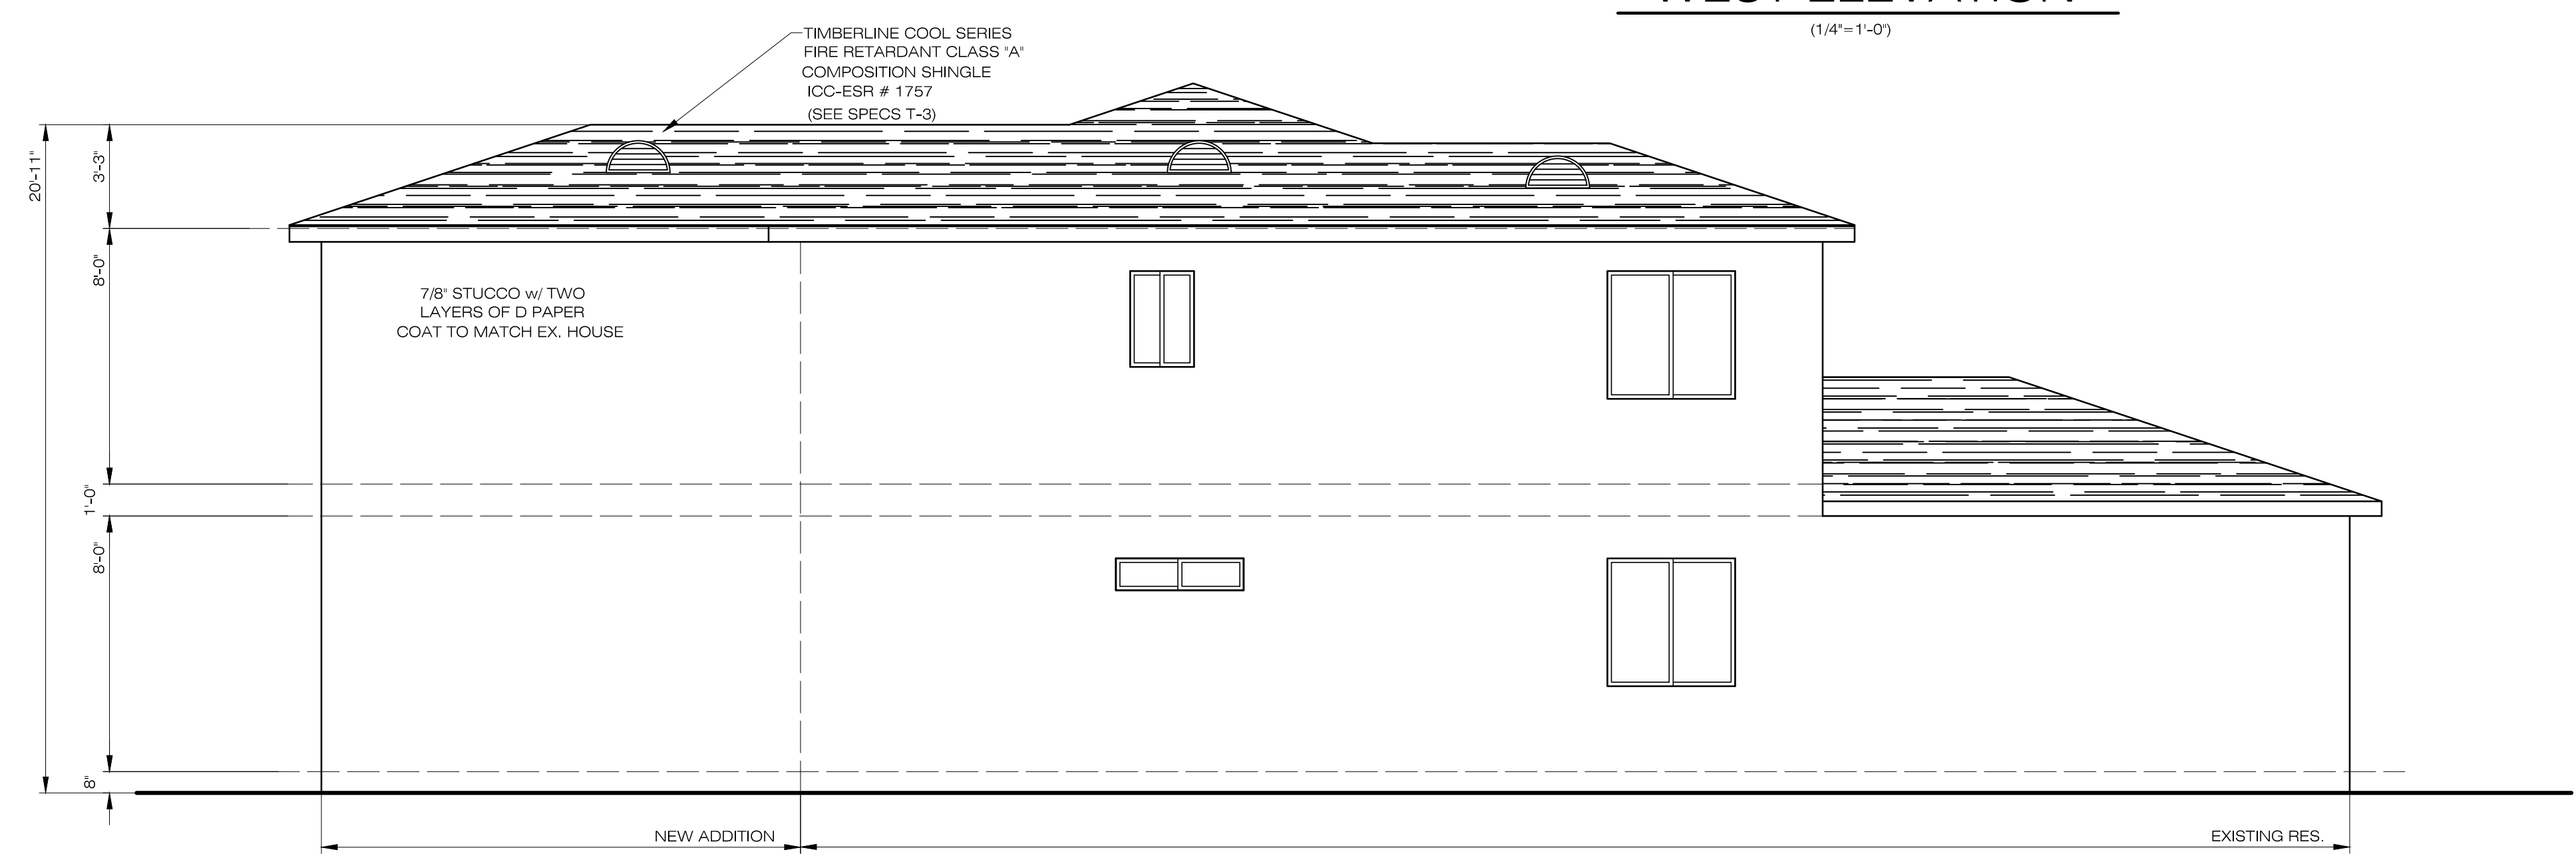 WEST ELEVATION
(1/4"=1'-0")
TIMBERLINE COOL SERIES
FIRE RETARDANT CLASS "A"
COMPOSITION SHINGLE
ICC-ESR # 1757
(SEE SPECS T-3)
20'-11"
3'-3"
8'-0"
1'-0"
8'-0"
8"
7/8" STUCCO w/ TWO
LAYERS OF D PAPER
COAT TO MATCH EX. HOUSE
NEW ADDITION
EXISTING RES.